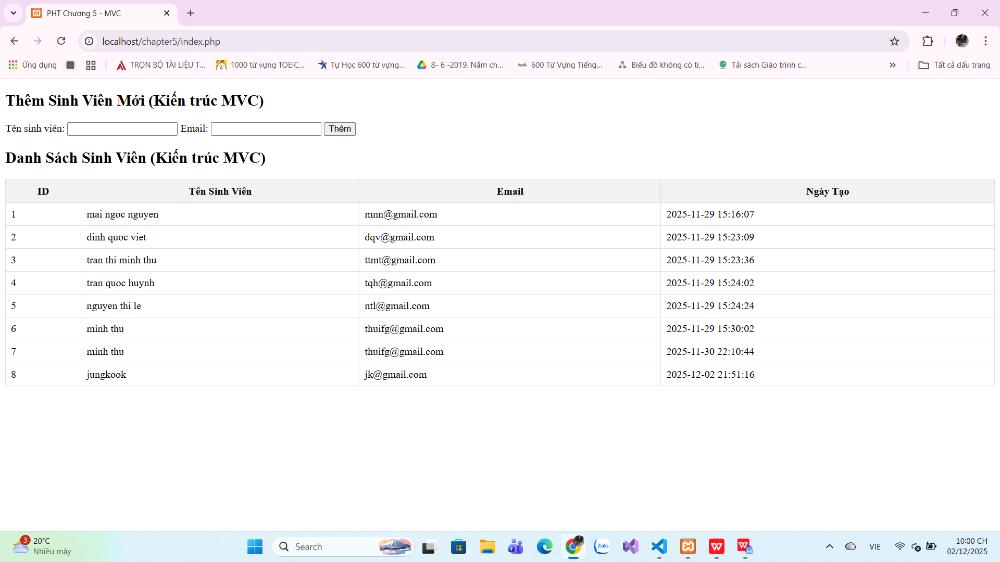 PHT Chương 5 - MVC
localhost/chapter5/index.php
Ứng dụng TRỌN BỘ TÀI LIỆU T... 1000 từ vựng TOEIC... Tự Học 600 từ vựng... 8- 6 -2019. Nắm ch... 600 Từ Vựng Tiếng... Biểu đồ không có ti... Tải sách Giáo trình c... Tất cả dấu trang
Thêm Sinh Viên Mới (Kiến trúc MVC)
Tên sinh viên: Email: Thêm
Danh Sách Sinh Viên (Kiến trúc MVC)
ID Tên Sinh Viên Email Ngày Tạo
1 mai ngoc nguyen mnn@gmail.com 2025-11-29 15:16:07
2 dinh quoc viet dqv@gmail.com 2025-11-29 15:23:09
3 tran thi minh thu ttmt@gmail.com 2025-11-29 15:23:36
4 tran quoc huynh tqh@gmail.com 2025-11-29 15:24:02
5 nguyen thi le ntl@gmail.com 2025-11-29 15:24:24
6 minh thu thuifg@gmail.com 2025-11-29 15:30:02
7 minh thu thuifg@gmail.com 2025-11-30 22:10:44
8 jungkook jk@gmail.com 2025-12-02 21:51:16
3 20°C
Nhiều mây
Search
Zalo
VIE
10:00 CH
02/12/2025